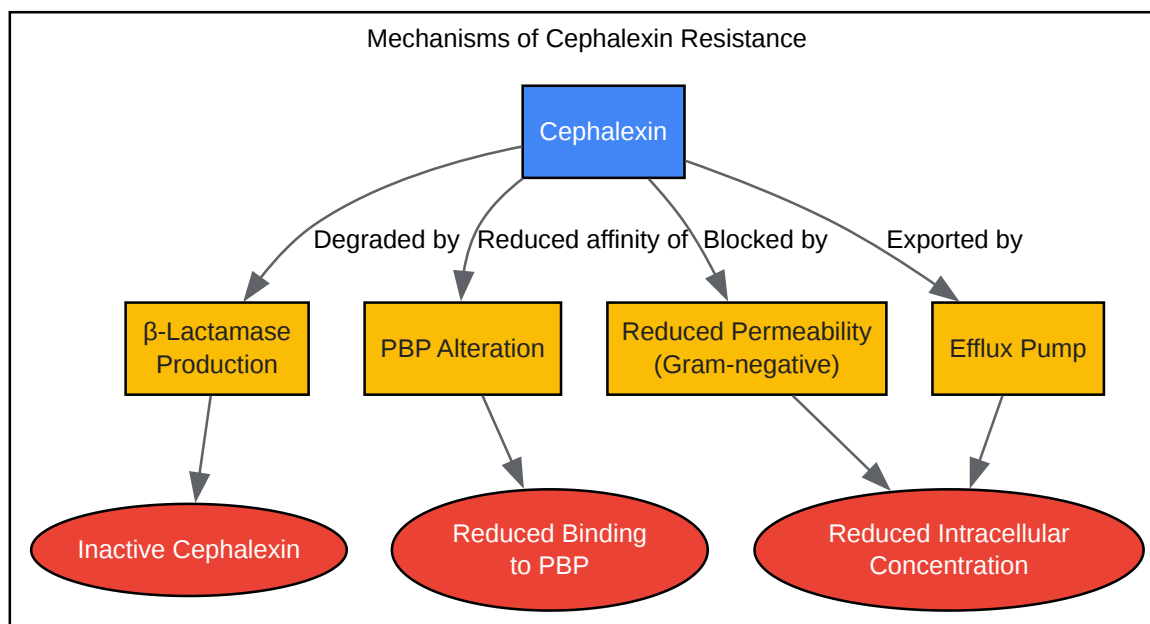 Mechanisms of Cephalexin Resistance
Cephalexin
Degraded by
Reduced affinity of
Blocked by
Exported by
β-Lactamase
Production
PBP Alteration
Reduced Permeability
(Gram-negative)
Efflux Pump
Inactive Cephalexin
Reduced Binding
to PBP
Reduced Intracellular
Concentration